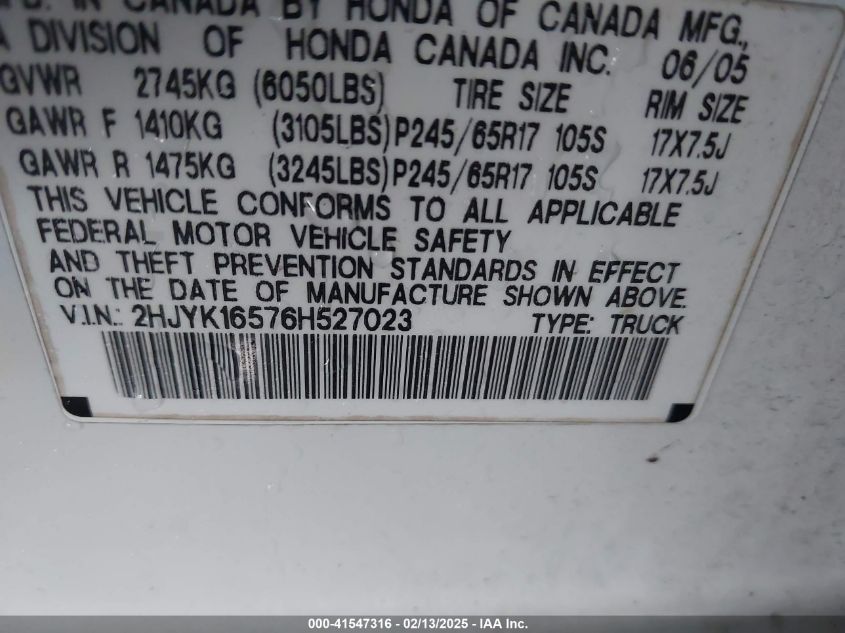 MFD. IN CANADA BY HONDA OF CANADA MFG.,
A DIVISION OF HONDA CANADA INC. 06/05
GVWR 2745KG (6050LBS) TIRE SIZE RIM SIZE
GAWR F 1410KG (3105LBS) P245/65R17 105S 17X7.5J
GAWR R 1475KG (3245LBS) P245/65R17 105S 17X7.5J
THIS VEHICLE CONFORMS TO ALL APPLICABLE
FEDERAL MOTOR VEHICLE SAFETY
AND THEFT PREVENTION STANDARDS IN EFFECT
ON THE DATE OF MANUFACTURE SHOWN ABOVE.
V.I.N.: 2HJYK16576H527023 TYPE: TRUCK
000-41547316 - 02/13/2025 - IAA Inc.